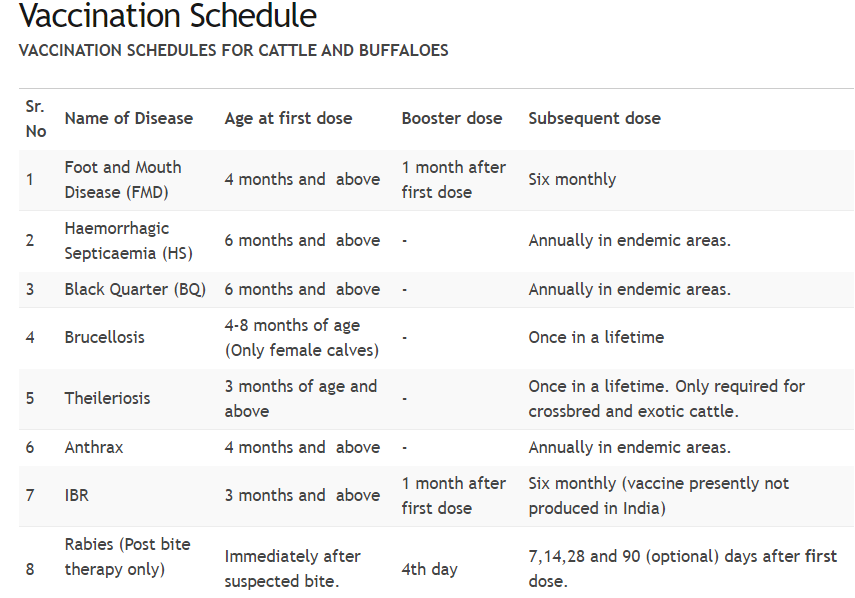 Vaccination Schedule
VACCINATION SCHEDULES FOR CATTLE AND BUFFALOES
Sr. No Name of Disease Age at first dose Booster dose Subsequent dose
1 Foot and Mouth Disease (FMD) 4 months and above 1 month after first dose Six monthly
2 Haemorrhagic Septicaemia (HS) 6 months and above - Annually in endemic areas.
3 Black Quarter (BQ) 6 months and above - Annually in endemic areas.
4 Brucellosis 4-8 months of age (Only female calves) - Once in a lifetime
5 Theileriosis 3 months of age and above - Once in a lifetime. Only required for crossbred and exotic cattle.
6 Anthrax 4 months and above - Annually in endemic areas.
7 IBR 3 months and above 1 month after first dose Six monthly (vaccine presently not produced in India)
8 Rabies (Post bite therapy only) Immediately after suspected bite. 4th day 7,14,28 and 90 (optional) days after first dose.